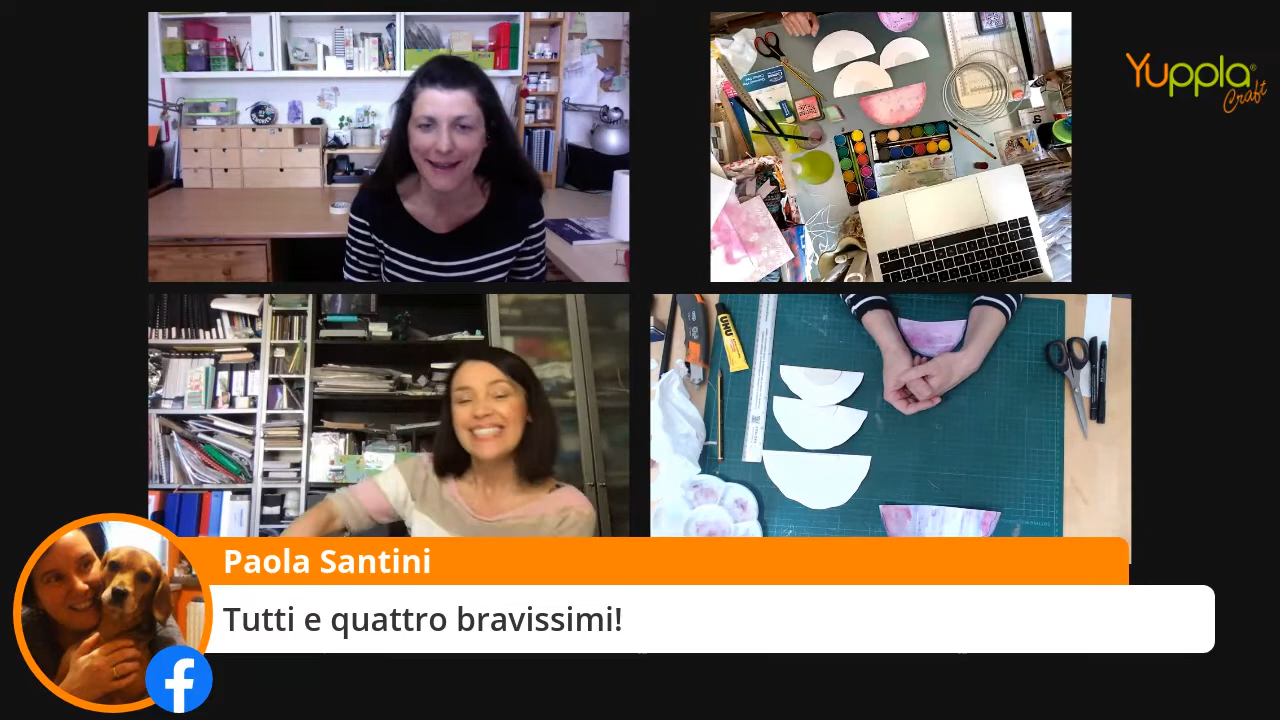 Yuppla®
Craft
UHU
Paola Santini
Tutti e quattro bravissimi!